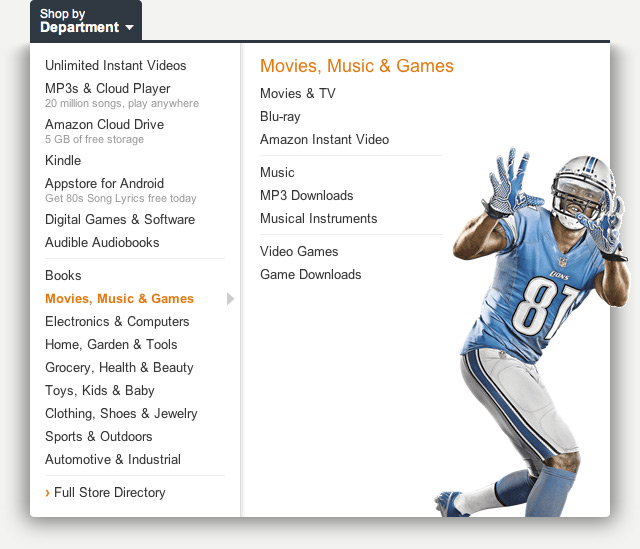 Shop by
Department
Unlimited Instant Videos
MP3s & Cloud Player
20 million songs, play anywhere
Amazon Cloud Drive
5 GB of free storage
Kindle
Appstore for Android
Get 80s Song Lyrics free today
Digital Games & Software
Audible Audiobooks
Books
Movies, Music & Games
Electronics & Computers
Home, Garden & Tools
Grocery, Health & Beauty
Toys, Kids & Baby
Clothing, Shoes & Jewelry
Sports & Outdoors
Automotive & Industrial
› Full Store Directory
Movies, Music & Games
Movies & TV
Blu-ray
Amazon Instant Video
Music
MP3 Downloads
Musical Instruments
Video Games
Game Downloads
LIONS
81